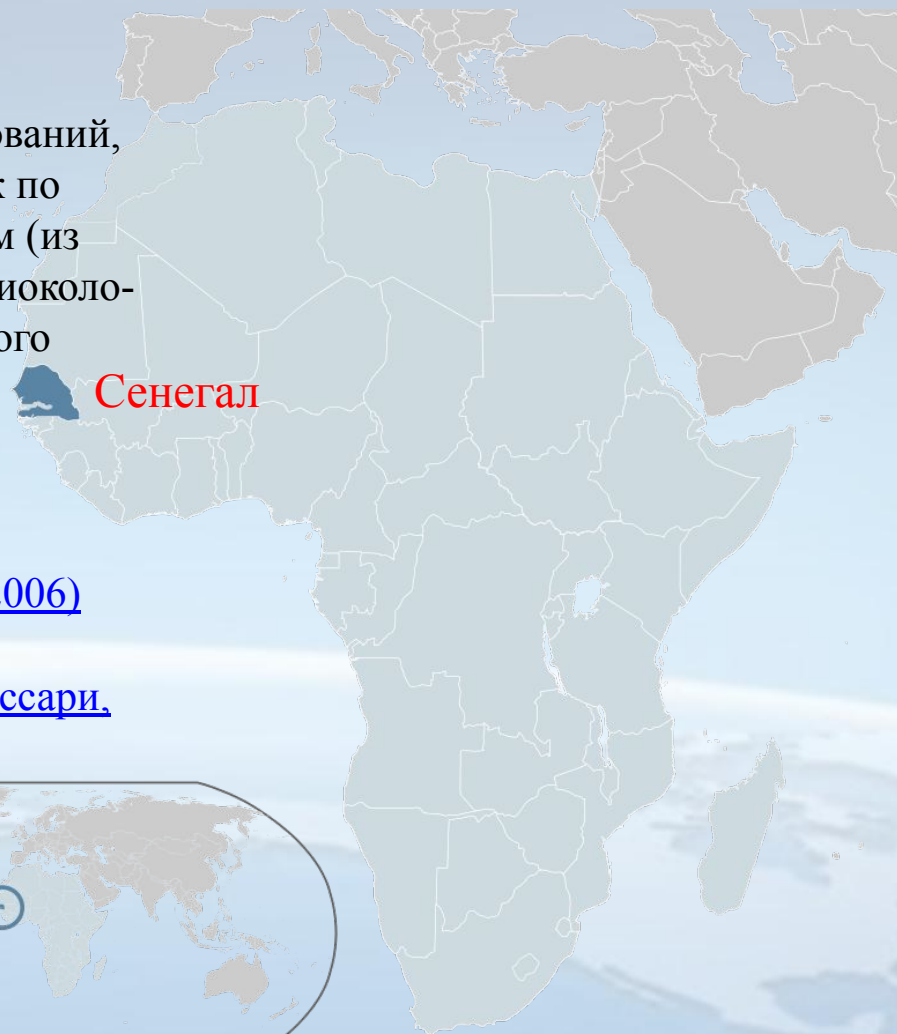 ований,
к по
м (из
иоколо-
ого
Сенегал
006)
ссари,